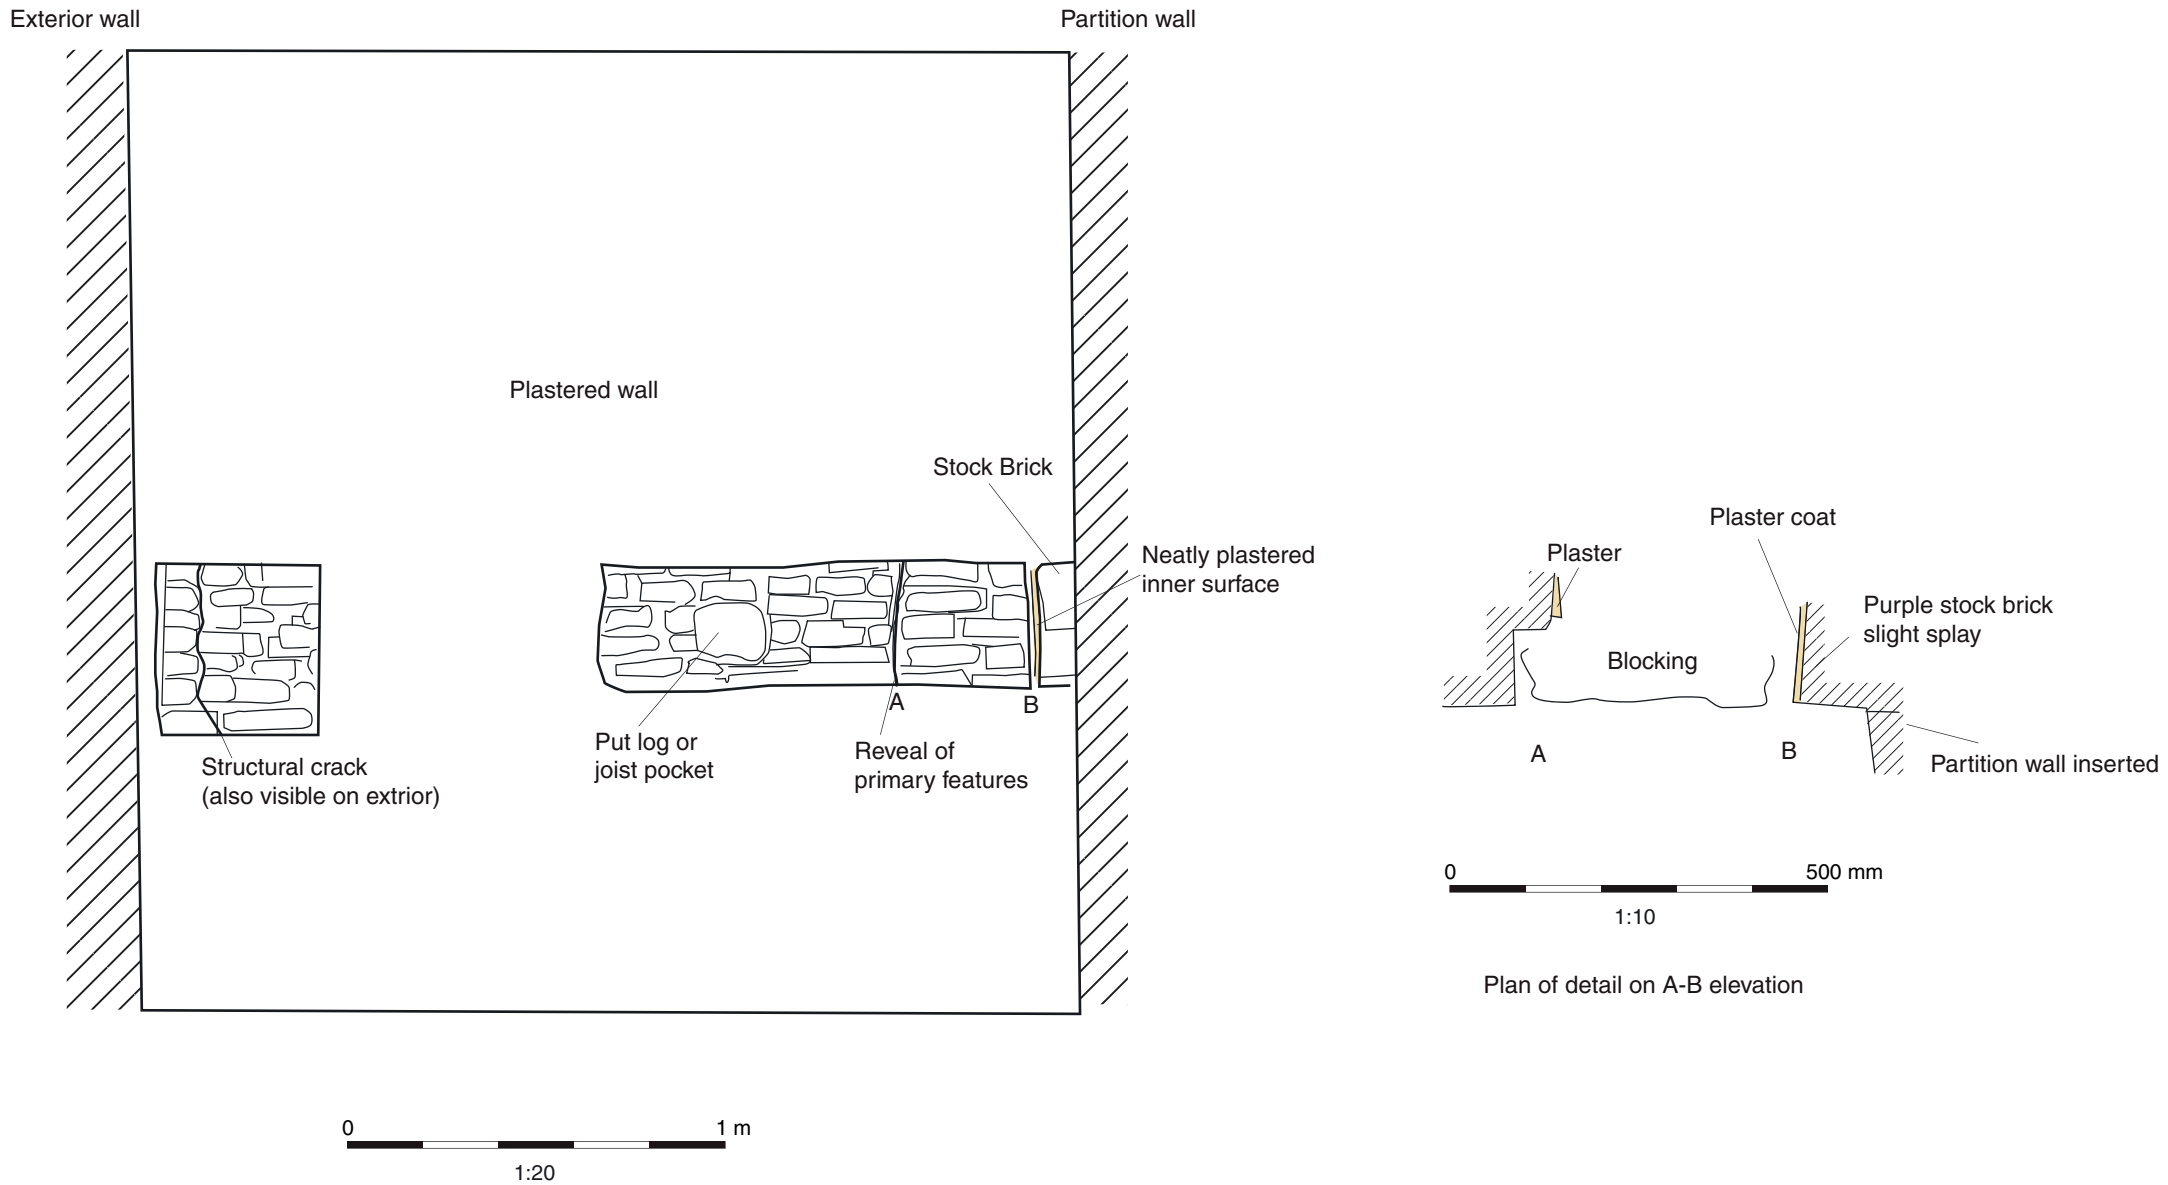 Exterior wall
Partition wall
Plastered wall
Stock Brick
Neatly plastered
inner surface
A
B
Put log or
joist pocket
Reveal of
primary features
Structural crack
(also visible on extrior)
0
1 m
1:20
Plaster coat
Plaster
Purple stock brick
slight splay
Blocking
A
B
Partition wall inserted
0
500 mm
1:10
Plan of detail on A-B elevation